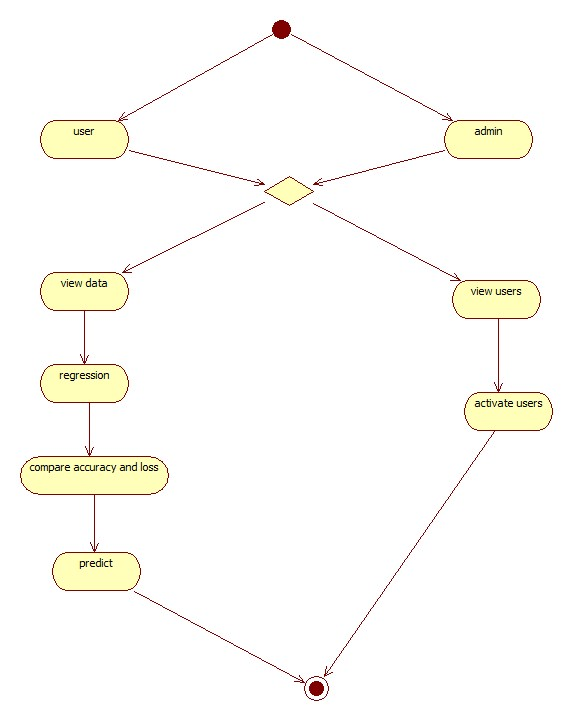 user
admin
view data
view users
regression
activate users
compare accuracy and loss
predict